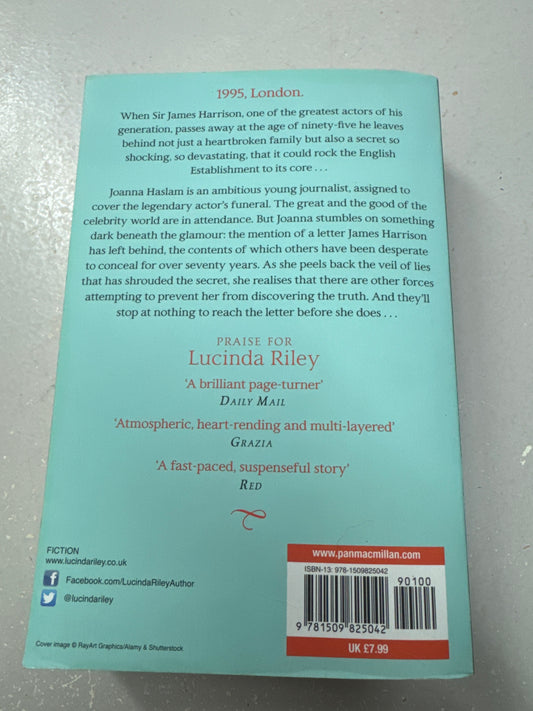 1995, London.
When Sir James Harrison, one of the greatest actors of his
generation, passes away at the age of ninety-five he leaves
behind not just a heartbroken family but also a secret so
shocking, so devastating, that it could rock the English
Establishment to its core . . .
Joanna Haslam is an ambitious young journalist, assigned to
cover the legendary actor's funeral. The great and the good of the
celebrity world are in attendance. But Joanna stumbles on something
dark beneath the glamour: the mention of a letter James Harrison
has left behind, the contents of which others have been desperate
to conceal for over seventy years. As she peels back the veil of lies
that has shrouded the secret, she realises that there are other forces
attempting to prevent her from discovering the truth. And they'll
stop at nothing to reach the letter before she does . . .
PRAISE FOR
Lucinda Riley
'A brilliant page-turner'
DAILY MAIL
'Atmospheric, heart-rending and multi-layered'
GRAZIA
'A fast-paced, suspenseful story'
RED
FICTION
www.lucindariley.co.uk
f Facebook.com/LucindaRileyAuthor
@lucindariley
Cover image © RayArt Graphica/Alamy & Shutterstock
www.panmacmillan.com
ISBN-13: 978-1509825042
90100
9 781509 825042
UK £7.99